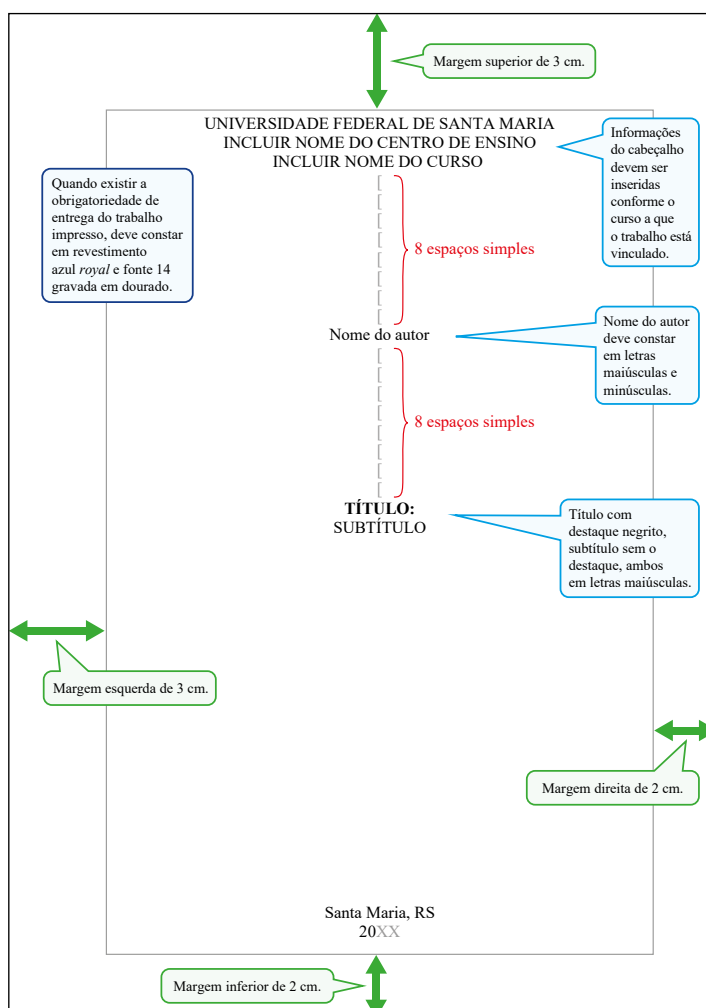 Margem superior de 3 cm.
UNIVERSIDADE FEDERAL DE SANTA MARIA
INCLUIR NOME DO CENTRO DE ENSINO
INCLUIR NOME DO CURSO
Informações
do cabeçalho
devem ser
inseridas
conforme o
curso a que
o trabalho está
vinculado.
Quando existir a
obrigatoriedade de
entrega do trabalho
impresso, deve constar
em revestimento
azul royal e fonte 14
gravada em dourado.
[
[
[
[
[
[
[
[
8 espaços simples
Nome do autor
Nome do autor
deve constar
em letras
maiúsculas e
minúsculas.
[
[
[
[
[
[
[
[
8 espaços simples
TÍTULO:
SUBTÍTULO
Título com
destaque negrito,
subtítulo sem o
destaque, ambos
em letras maiúsculas.
Margem esquerda de 3 cm.
Margem direita de 2 cm.
Santa Maria, RS
20XX
Margem inferior de 2 cm.